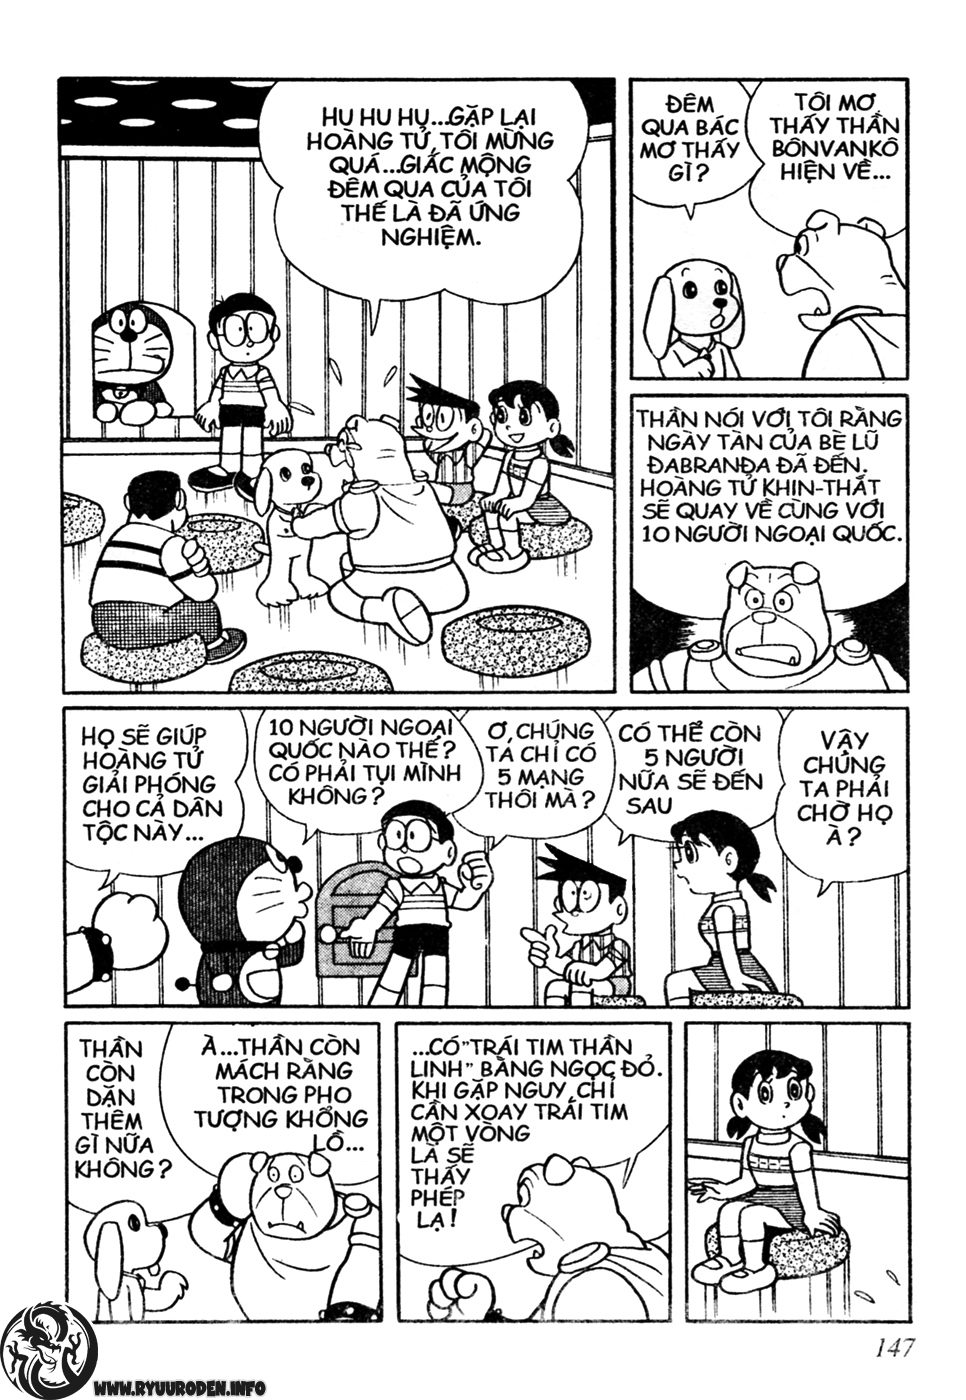 HU HU HỤ...GẶP LẠI
HOÀNG TỬ, TÔI MỪNG
QUÁ...GIẤC MỘNG
ĐÊM QUA CỦA TÔI
THẾ LÀ ĐÃ ỨNG
NGHIỆM.
ĐÊM
QUA BÁC
MƠ THẤY
GÌ?
TÔI MƠ
THẤY THẦN
BÔNVANKÔ
HIỆN VỀ...
THẦN NÓI VỚI TÔI RẰNG
NGÀY TÀN CỦA BÈ LŨ
ĐABRANĐA ĐÃ ĐẾN.
HOÀNG TỬ KHIN-THẮT
SẼ QUAY VỀ CÙNG VỚI
10 NGƯỜI NGOẠI QUỐC.
HỌ SẼ GIÚP
HOÀNG TỬ
GIẢI PHÓNG
CHO CẢ DÂN
TỘC NÀY...
10 NGƯỜI NGOẠI
QUỐC NÀO THẾ?
CÓ PHẢI TỤI MÌNH
KHÔNG?
Ơ, CHÚNG
TA CHỈ CÓ
5 MẠNG
THÔI MÀ?
CÓ THỂ CÒN
5 NGƯỜI
NỮA SẼ ĐẾN
SAU
VẬY
CHÚNG
TA PHẢI
CHỜ HỌ
À?
THẦN
CÒN
DẶN
THÊM
GÌ NỮA
KHÔNG?
À...THẦN CÒN
MÁCH RẰNG
TRONG PHO
TƯỢNG KHỔNG
LỒ...
...CÓ "TRÁI TIM THẦN
LINH" BẰNG NGỌC ĐỎ.
KHI GẶP NGUY, CHỈ
CẦN XOAY TRÁI TIM
MỘT VÒNG
LÀ SẼ
THẤY
PHÉP
LẠ!
147
WWW.RYUURODEN.INFO